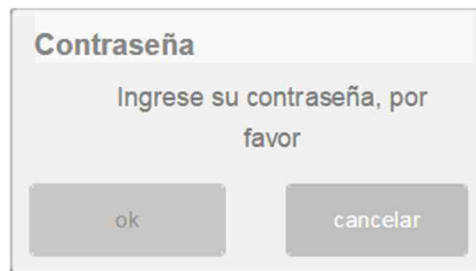 Contraseña
Ingrese su contraseña, por
favor
ok
cancelar